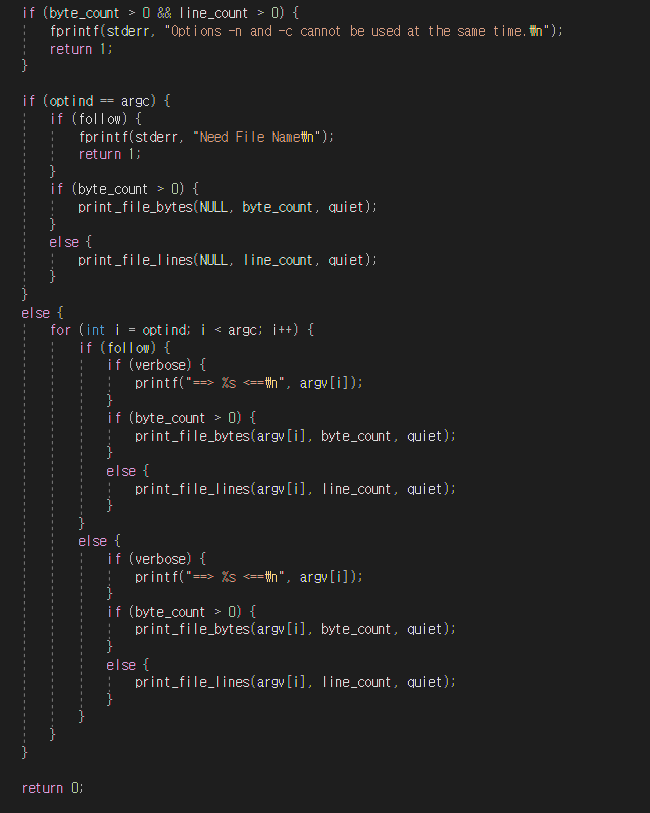 if (byte_count > 0 && line_count > 0) {
    fprintf(stderr, "Options -n and -c cannot be used at the same time.₩n");
    return 1;
}

if (optind == argc) {
    if (follow) {
        fprintf(stderr, "Need File Name₩n");
        return 1;
    }
    if (byte_count > 0) {
        print_file_bytes(NULL, byte_count, quiet);
    }
    else {
        print_file_lines(NULL, line_count, quiet);
    }
}
else {
    for (int i = optind; i < argc; i++) {
        if (follow) {
            if (verbose) {
                printf("==> %s <==₩n", argv[i]);
            }
            if (byte_count > 0) {
                print_file_bytes(argv[i], byte_count, quiet);
            }
            else {
                print_file_lines(argv[i], line_count, quiet);
            }
        }
        else {
            if (verbose) {
                printf("==> %s <==₩n", argv[i]);
            }
            if (byte_count > 0) {
                print_file_bytes(argv[i], byte_count, quiet);
            }
            else {
                print_file_lines(argv[i], line_count, quiet);
            }
        }
    }
}

return 0;